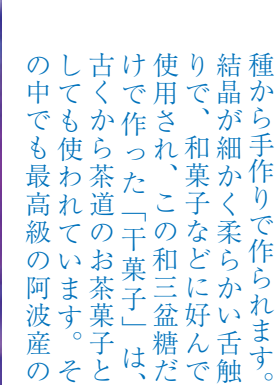 種から手作りで作られます。
結晶が細かく柔らかい舌触
りで、和菓子などに好んで
使用され、この和三盆糖だ
けで作った「干菓子」は、
古くから茶道のお茶菓子と
しても使われています。そ
の中でも最高級の阿波産の